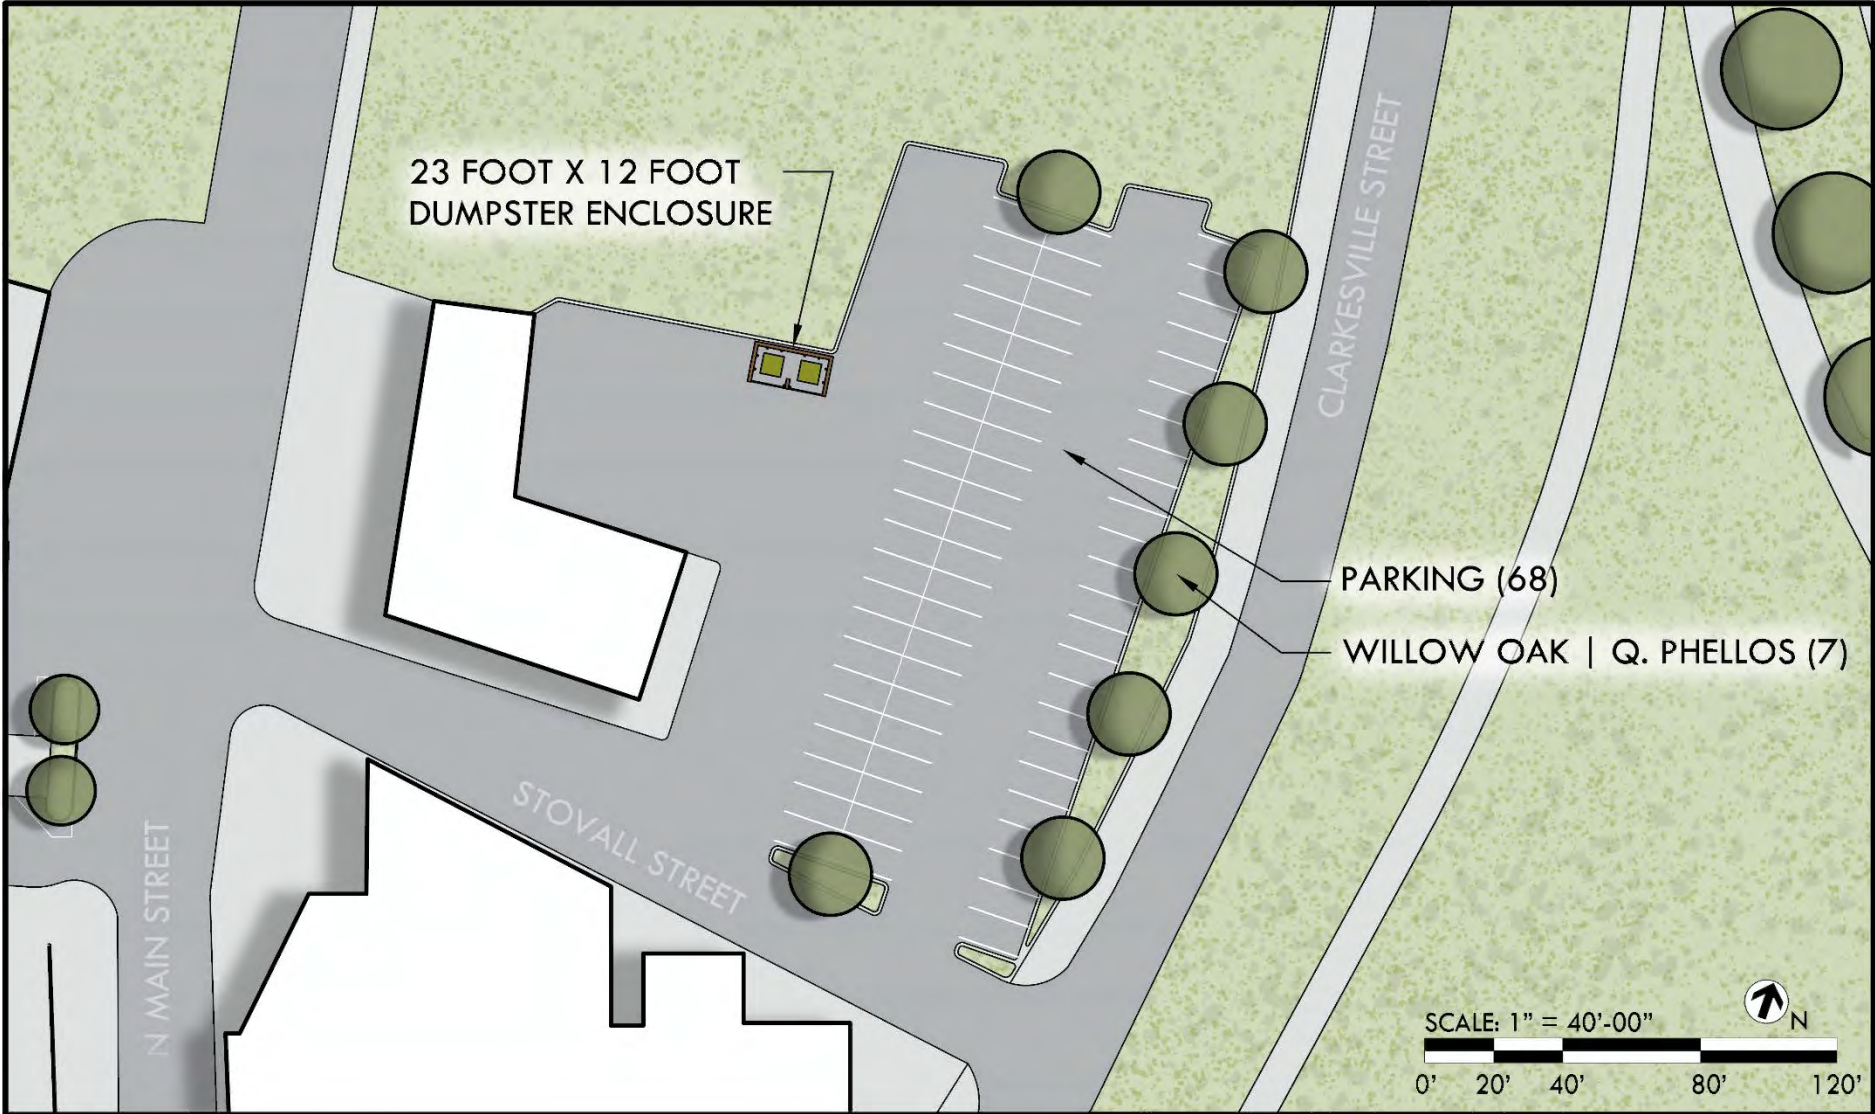 23 FOOT X 12 FOOT
DUMPSTER ENCLOSURE
CLARKESVILLE STREET
PARKING (68)
WILLOW OAK | Q. PHELLOS (7)
STOVALL STREET
N MAIN STREET
SCALE: 1" = 40'-00"
N
0' 20' 40' 80' 120'